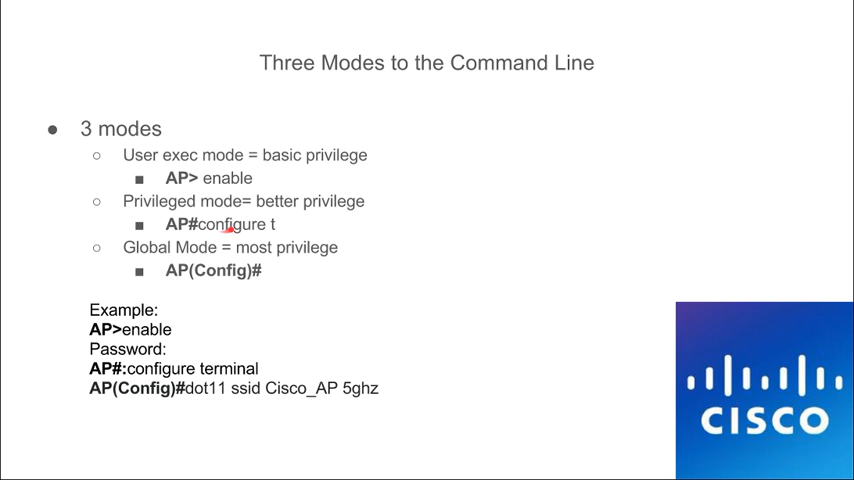 Three Modes to the Command Line
● 3 modes
○ User exec mode = basic privilege
■ AP> enable
○ Privileged mode= better privilege
■ AP#configure t
○ Global Mode = most privilege
■ AP(Config)#
Example:
AP>enable
Password:
AP#:configure terminal
AP(Config)#dot11 ssid Cisco_AP 5ghz
CISCO